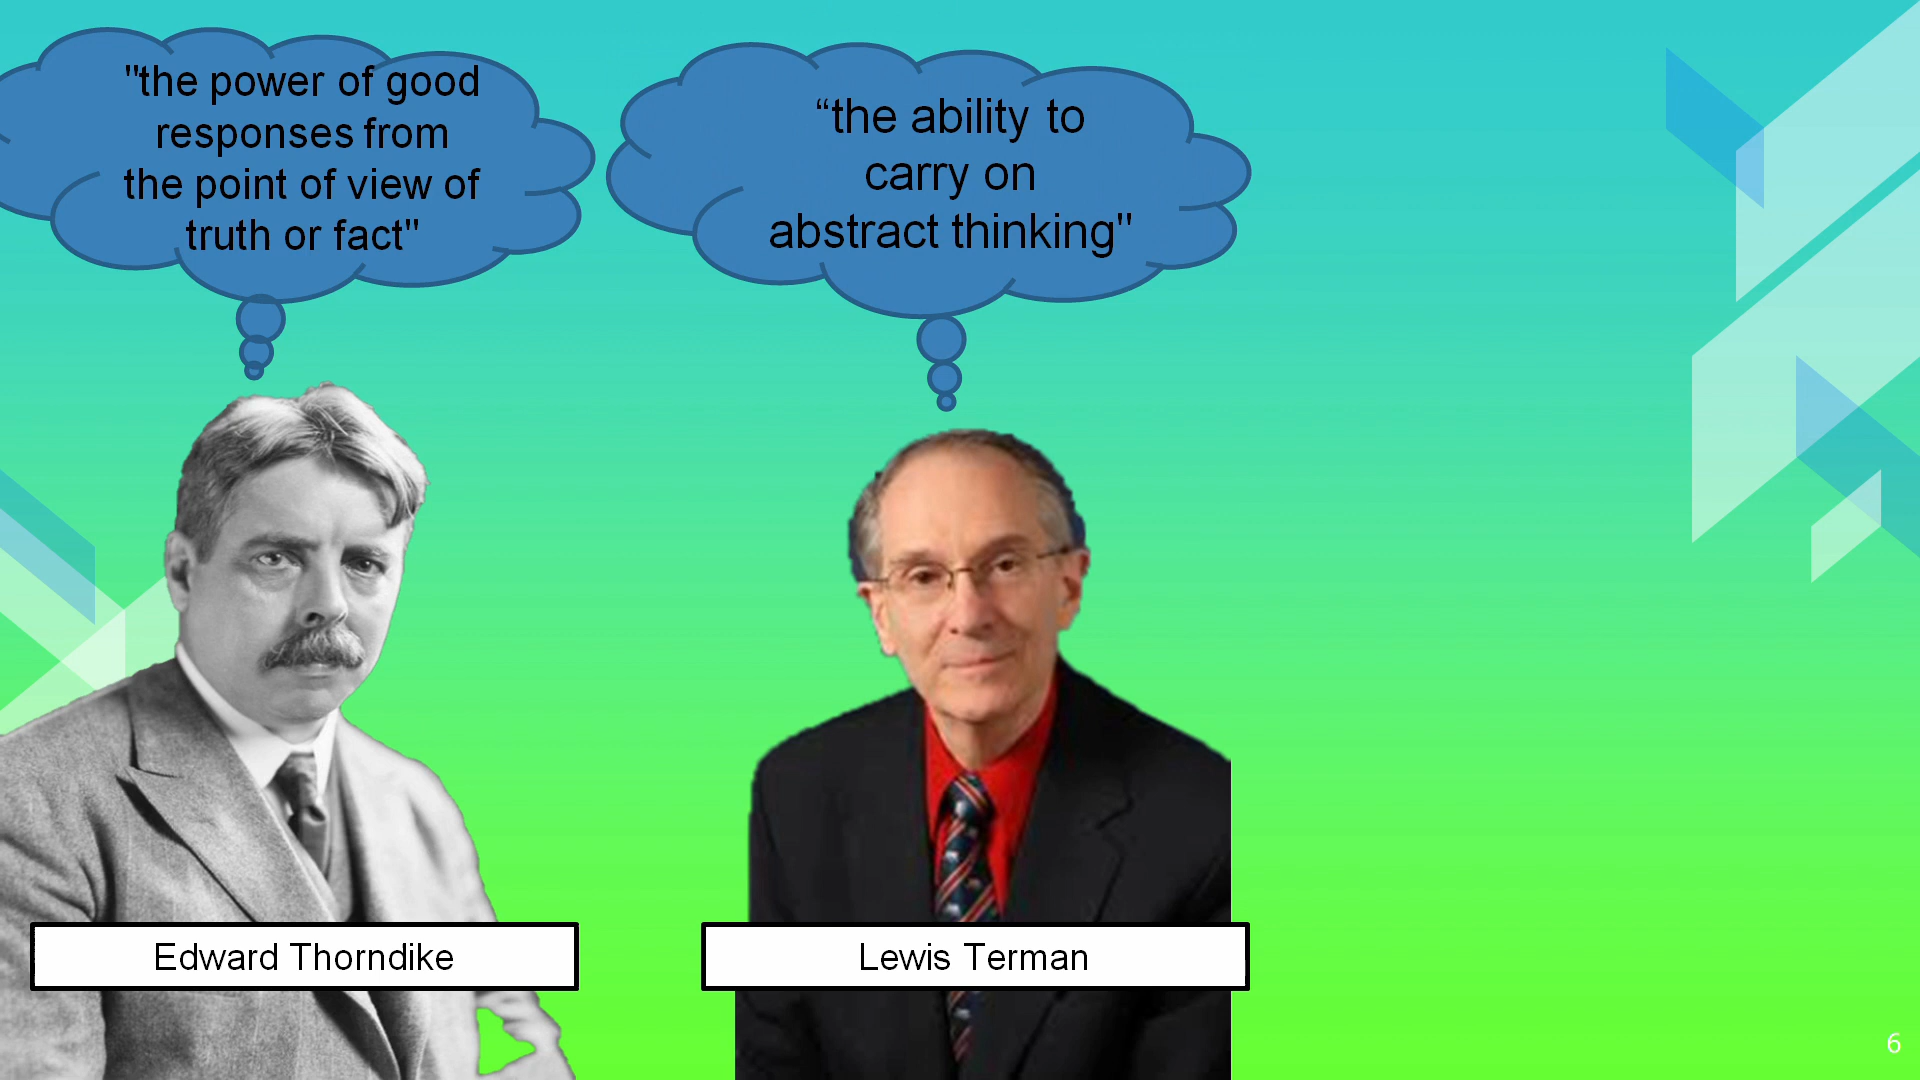 "the power of good
responses from
the point of view of
truth or fact"
“the ability to
carry on
abstract thinking"
Edward Thorndike
Lewis Terman
6